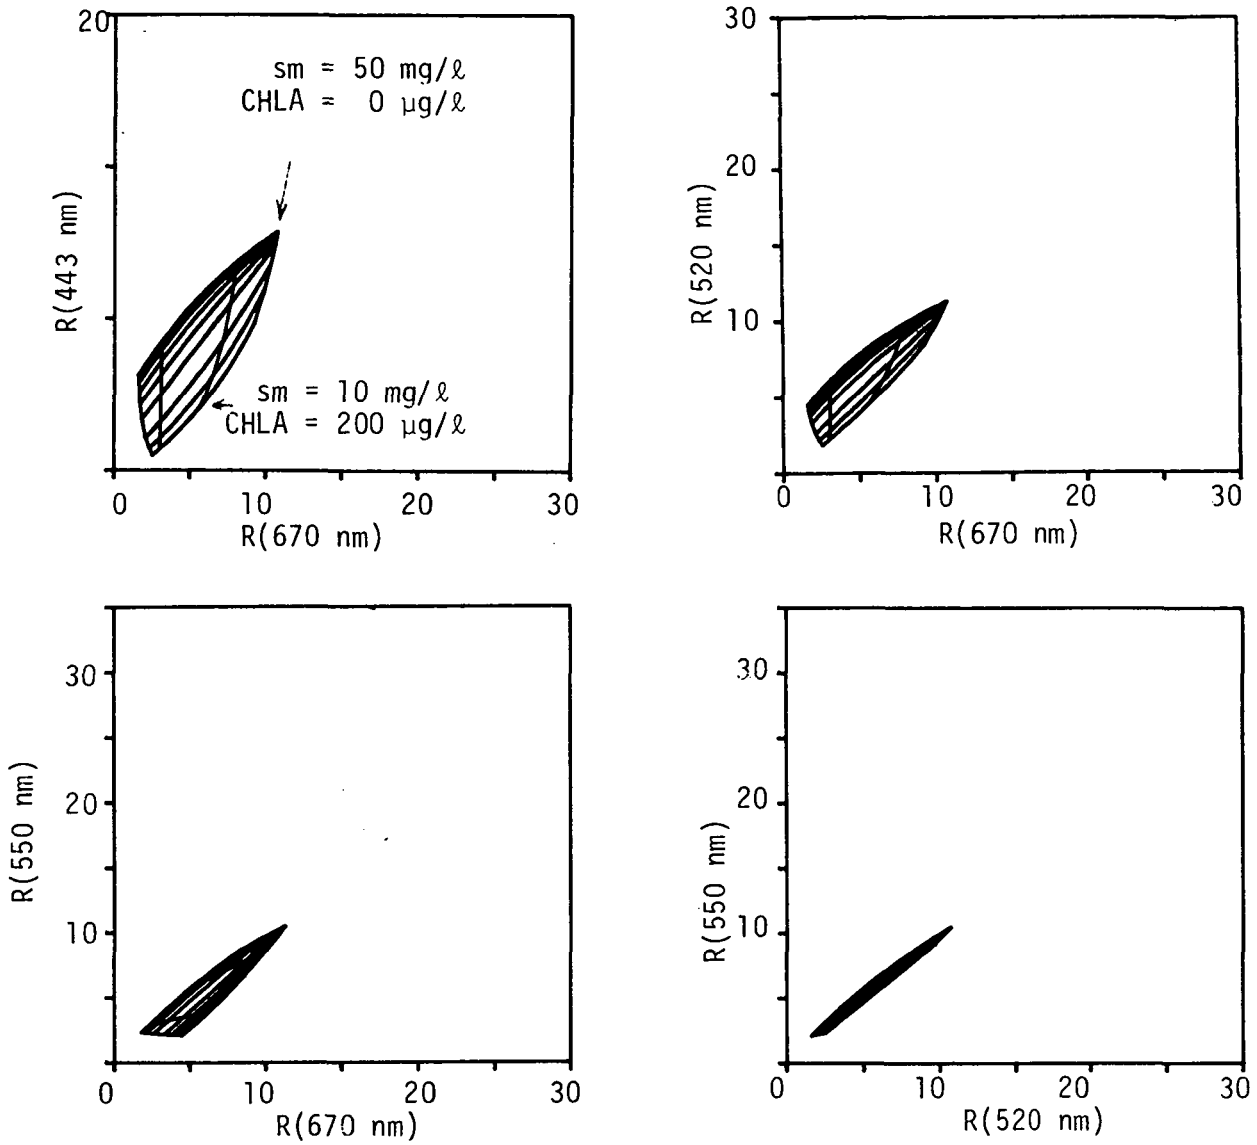 20
sm = 50 mg/ℓ
CHLA = 0 µg/ℓ
R(443 nm)
sm = 10 mg/ℓ
CHLA = 200 µg/ℓ
0 10 20 30
R(670 nm)
30
20
R(520 nm)
10
0 10 20 30
R(670 nm)
30
20
R(550 nm)
10
0 10 20 30
R(670 nm)
30
20
R(550 nm)
10
0 10 20 30
R(520 nm)